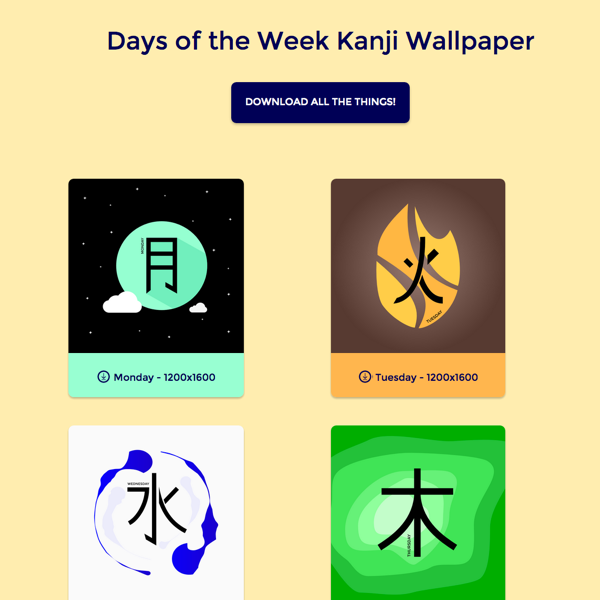 Days of the Week Kanji Wallpaper
DOWNLOAD ALL THE THINGS!
MONDAY
月
火
TUESDAY
Monday - 1200x1600
Tuesday - 1200x1600
WEDNESDAY
水
木
THURSDAY